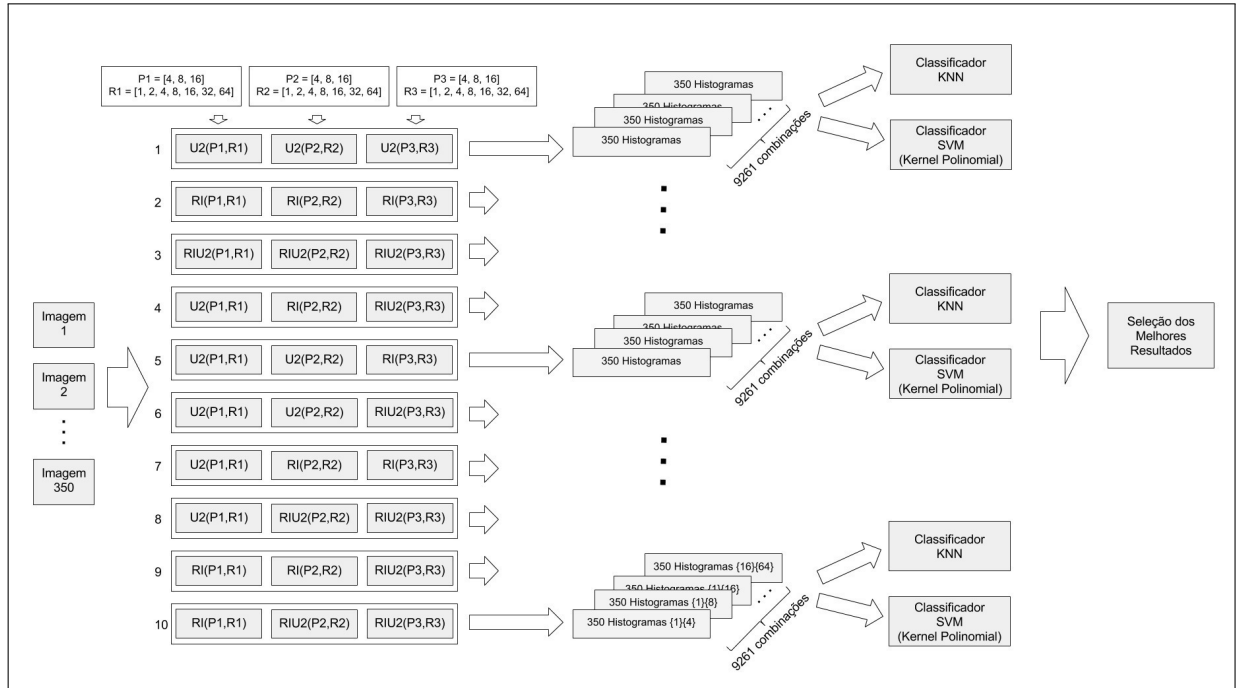 P1 = [4, 8, 16]
R1 = [1, 2, 4, 8, 16, 32, 64]
P2 = [4, 8, 16]
R2 = [1, 2, 4, 8, 16, 32, 64]
P3 = [4, 8, 16]
R3 = [1, 2, 4, 8, 16, 32, 64]
Imagem
1
Imagem
2
Imagem
350
1 U2(P1,R1) U2(P2,R2) U2(P3,R3)
2 RI(P1,R1) RI(P2,R2) RI(P3,R3)
3 RIU2(P1,R1) RIU2(P2,R2) RIU2(P3,R3)
4 U2(P1,R1) RI(P2,R2) RIU2(P3,R3)
5 U2(P1,R1) U2(P2,R2) RI(P3,R3)
6 U2(P1,R1) U2(P2,R2) RIU2(P3,R3)
7 U2(P1,R1) RI(P2,R2) RI(P3,R3)
8 U2(P1,R1) RIU2(P2,R2) RIU2(P3,R3)
9 RI(P1,R1) RI(P2,R2) RIU2(P3,R3)
10 RI(P1,R1) RIU2(P2,R2) RIU2(P3,R3)
350 Histogramas
350 Histogramas
350 Histogramas
350 Histogramas
9261 combinações
Classificador
KNN
Classificador
SVM
(Kernel Polinomial)
350 Histogramas
350 Histogramas
350 Histogramas
350 Histogramas
9261 combinações
Classificador
KNN
Classificador
SVM
(Kernel Polinomial)
350 Histogramas {16}{64}
350 Histogramas {1}{16}
350 Histogramas {1}{8}
350 Histogramas {1}{4}
9261 combinações
Classificador
KNN
Classificador
SVM
(Kernel Polinomial)
Seleção dos
Melhores
Resultados